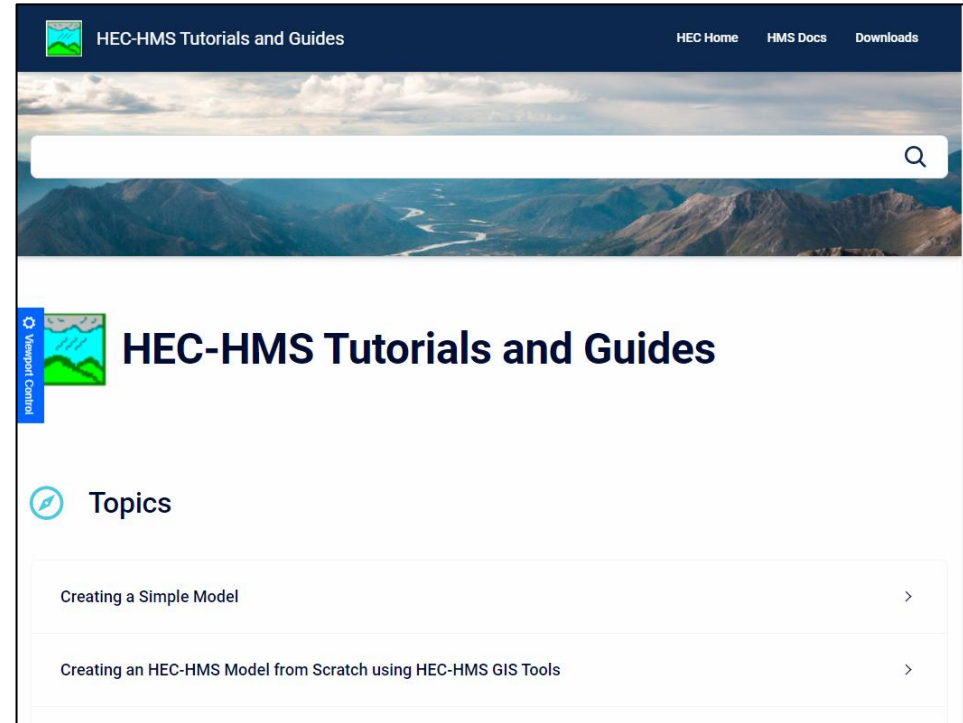 HEC-HMS Tutorials and Guides
HEC Home HMS Docs Downloads
HEC-HMS Tutorials and Guides
Viewport Control
Topics
Creating a Simple Model
Creating an HEC-HMS Model from Scratch using HEC-HMS GIS Tools